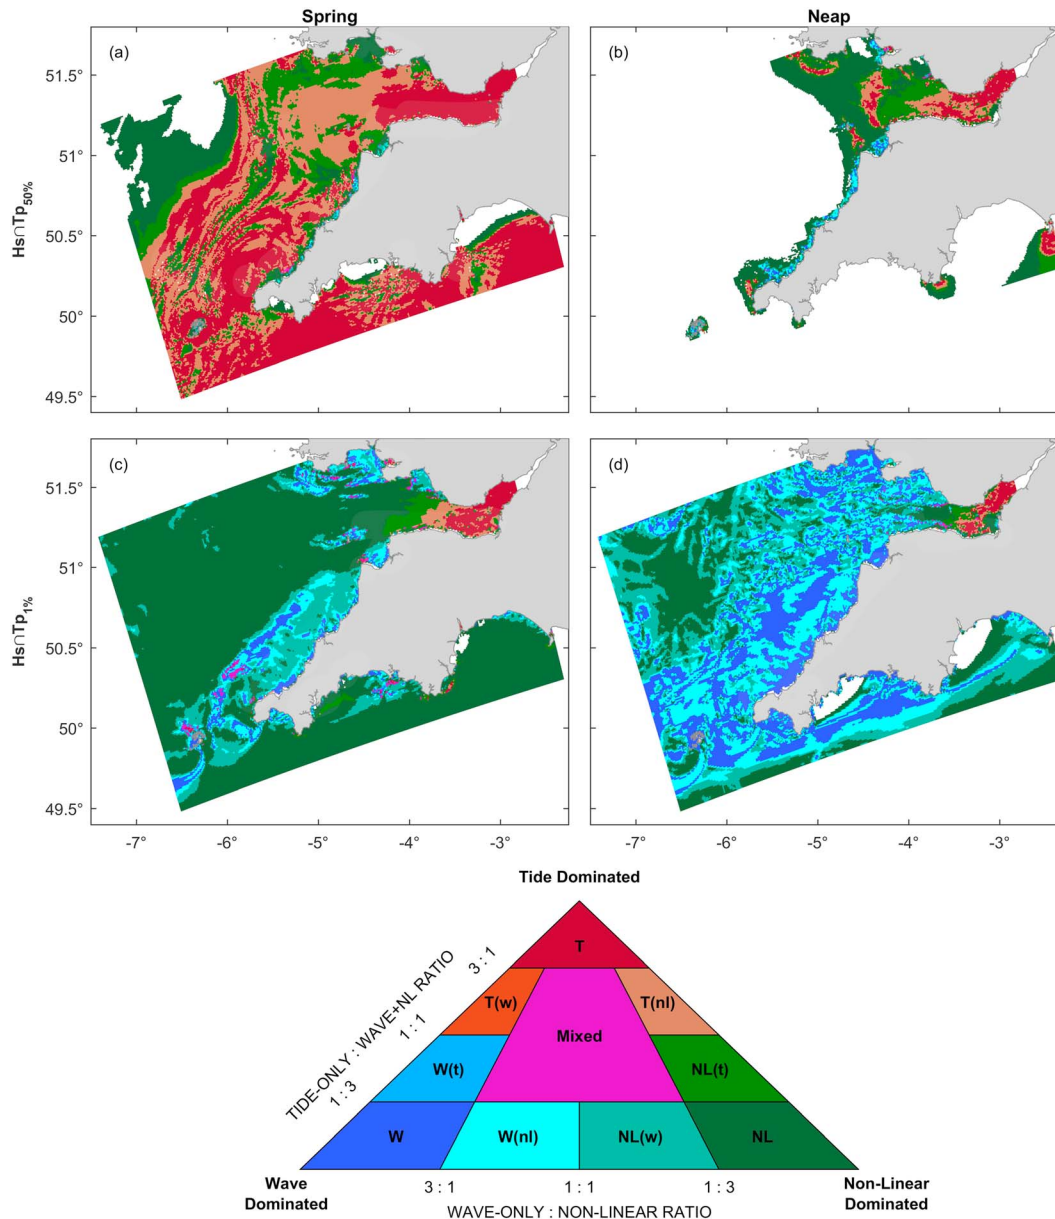 Spring
Neap
(a)
(b)
51.5°
51°
50.5°
50°
49.5°
Hs∩Tp50%
(c)
(d)
51.5°
51°
50.5°
50°
49.5°
Hs∩Tp1%
-7° -6° -5° -4° -3°
-7° -6° -5° -4° -3°
Tide Dominated
TIDE-ONLY : WAVE+NL RATIO
3 : 1
1 : 1
1 : 3
T
T(w)
Mixed
T(nl)
W(t)
NL(t)
W
W(nl)
NL(w)
NL
Wave
Dominated
3 : 1
1 : 1
1 : 3
Non-Linear
Dominated
WAVE-ONLY : NON-LINEAR RATIO